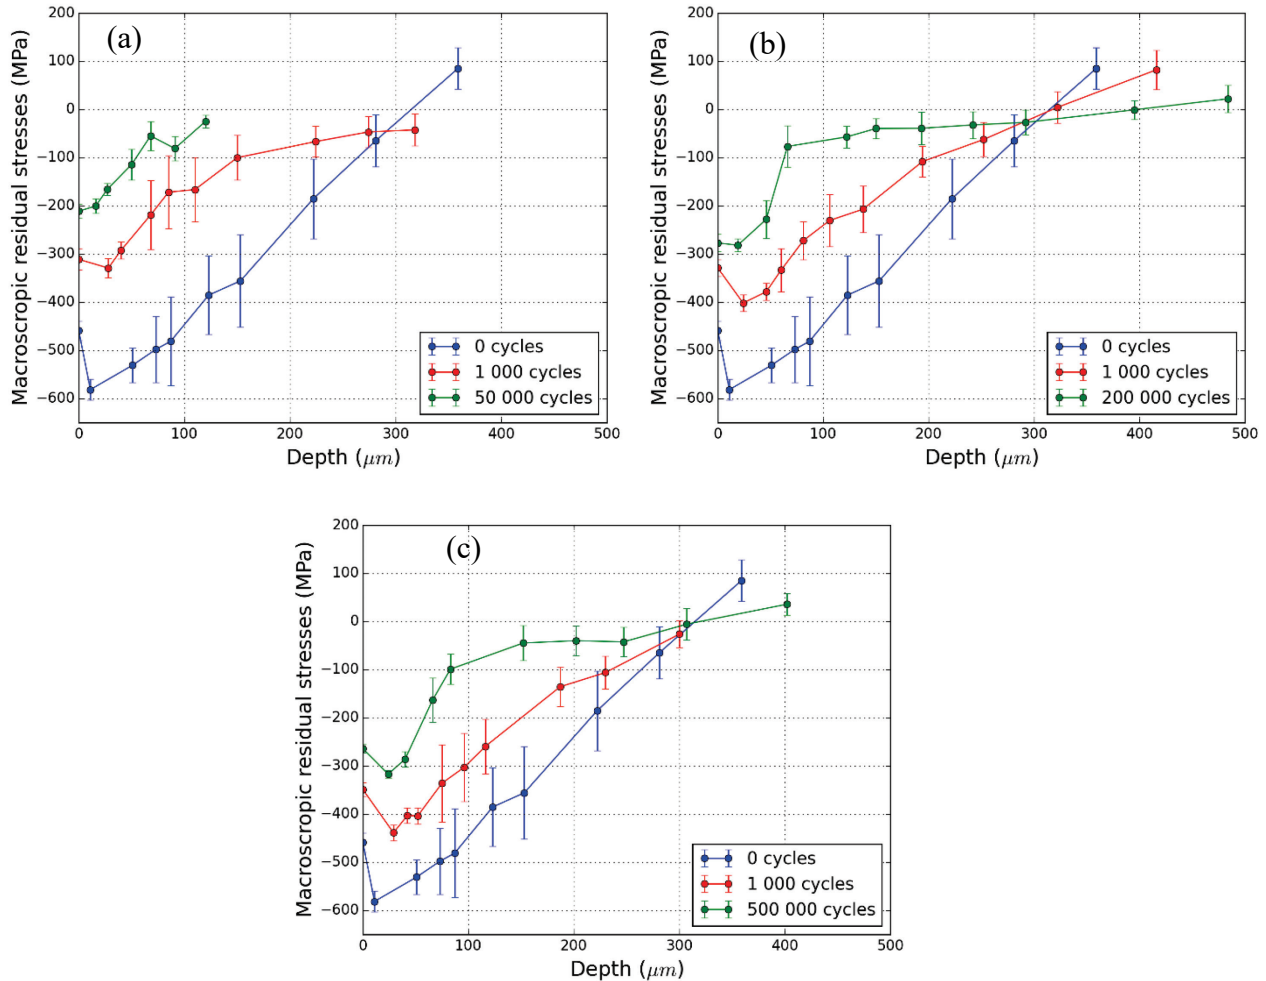 (a)
Macroscropic residual stresses (MPa)
200
100
0
−100
−200
−300
−400
−500
−600
0 100 200 300 400 500
Depth (μm)
0 cycles
1 000 cycles
50 000 cycles
(b)
Macroscropic residual stresses (MPa)
200
100
0
−100
−200
−300
−400
−500
−600
0 100 200 300 400 500
Depth (μm)
0 cycles
1 000 cycles
200 000 cycles
(c)
Macroscropic residual stresses (MPa)
200
100
0
−100
−200
−300
−400
−500
−600
0 100 200 300 400 500
Depth (μm)
0 cycles
1 000 cycles
500 000 cycles